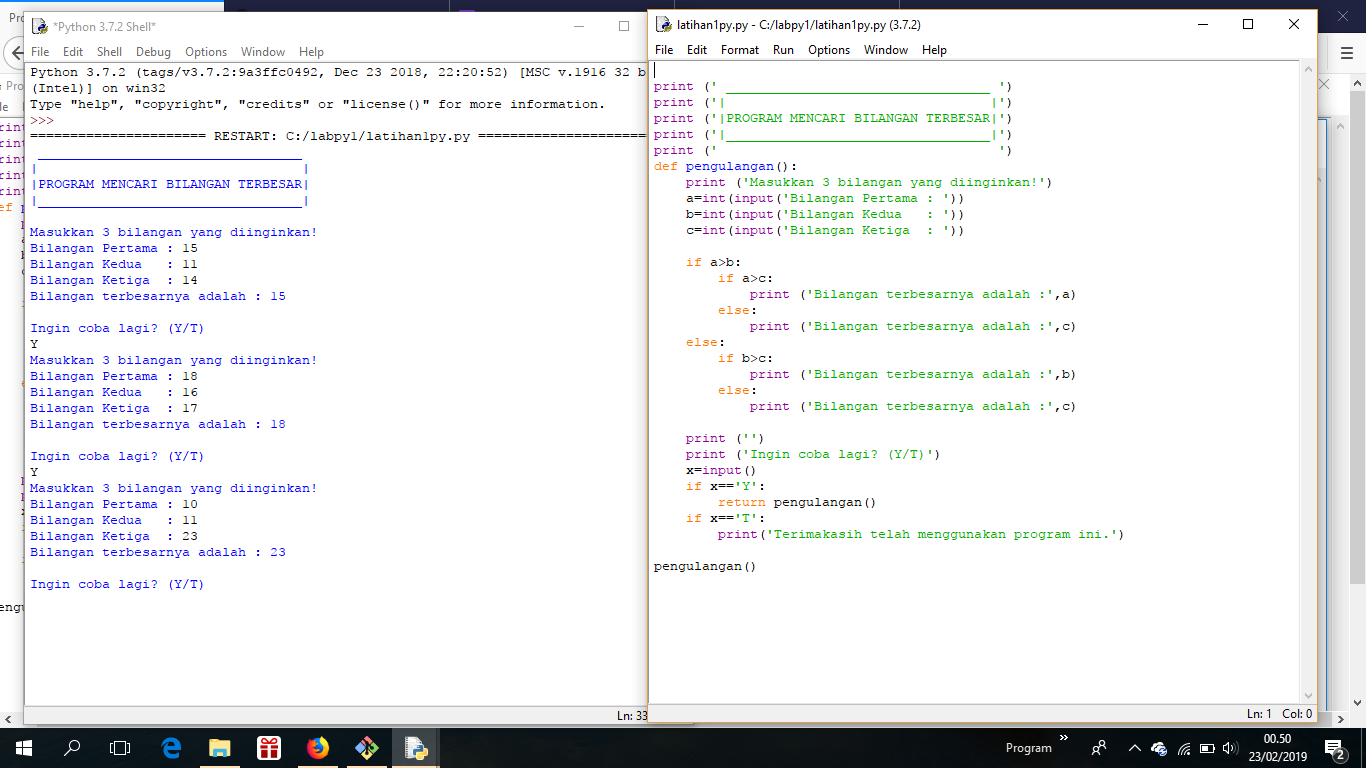 *Python 3.7.2 Shell*
File Edit Shell Debug Options Window Help
Python 3.7.2 (tags/v3.7.2:9a3ffc0492, Dec 23 2018, 22:20:52) [MSC v.1916 32 b
(Intel)] on win32
Type "help", "copyright", "credits" or "license()" for more information.
>>>
====================== RESTART: C:/labpy1/latihan1py.py =====================
 _________________________________
|                                 |
|PROGRAM MENCARI BILANGAN TERBESAR|
|_________________________________|
Masukkan 3 bilangan yang diinginkan!
Bilangan Pertama : 15
Bilangan Kedua   : 11
Bilangan Ketiga  : 14
Bilangan terbesarnya adalah : 15
Ingin coba lagi? (Y/T)
Y
Masukkan 3 bilangan yang diinginkan!
Bilangan Pertama : 18
Bilangan Kedua   : 16
Bilangan Ketiga  : 17
Bilangan terbesarnya adalah : 18
Ingin coba lagi? (Y/T)
Y
Masukkan 3 bilangan yang diinginkan!
Bilangan Pertama : 10
Bilangan Kedua   : 11
Bilangan Ketiga  : 23
Bilangan terbesarnya adalah : 23
Ingin coba lagi? (Y/T)
Ln: 33
latihan1py.py - C:/labpy1/latihan1py.py (3.7.2)
File Edit Format Run Options Window Help
print (' _________________________________ ')
print ('|                                 |')
print ('|PROGRAM MENCARI BILANGAN TERBESAR|')
print ('|_________________________________|')
print ('                                   ')
def pengulangan():
    print ('Masukkan 3 bilangan yang diinginkan!')
    a=int(input('Bilangan Pertama : '))
    b=int(input('Bilangan Kedua   : '))
    c=int(input('Bilangan Ketiga  : '))
    if a>b:
        if a>c:
            print ('Bilangan terbesarnya adalah :',a)
        else:
            print ('Bilangan terbesarnya adalah :',c)
    else:
        if b>c:
            print ('Bilangan terbesarnya adalah :',b)
        else:
            print ('Bilangan terbesarnya adalah :',c)
    print ('')
    print ('Ingin coba lagi? (Y/T)')
    x=input()
    if x=='Y':
        return pengulangan()
    if x=='T':
        print('Terimakasih telah menggunakan program ini.')
pengulangan()
Ln: 1 Col: 0
Program
00.50
23/02/2019
2